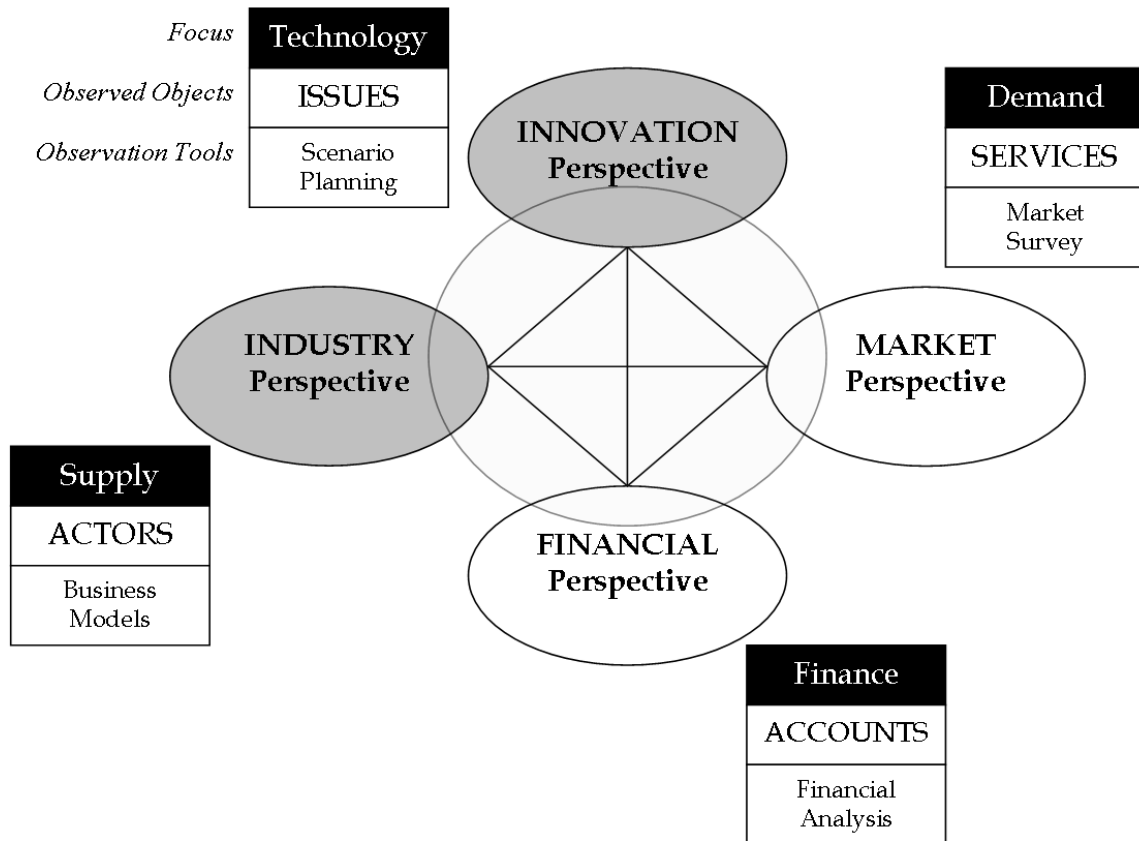 Focus
Technology
Observed Objects
ISSUES
Observation Tools
Scenario
Planning
INNOVATION
Perspective
Demand
SERVICES
Market
Survey
INDUSTRY
Perspective
MARKET
Perspective
Supply
ACTORS
Business
Models
FINANCIAL
Perspective
Finance
ACCOUNTS
Financial
Analysis